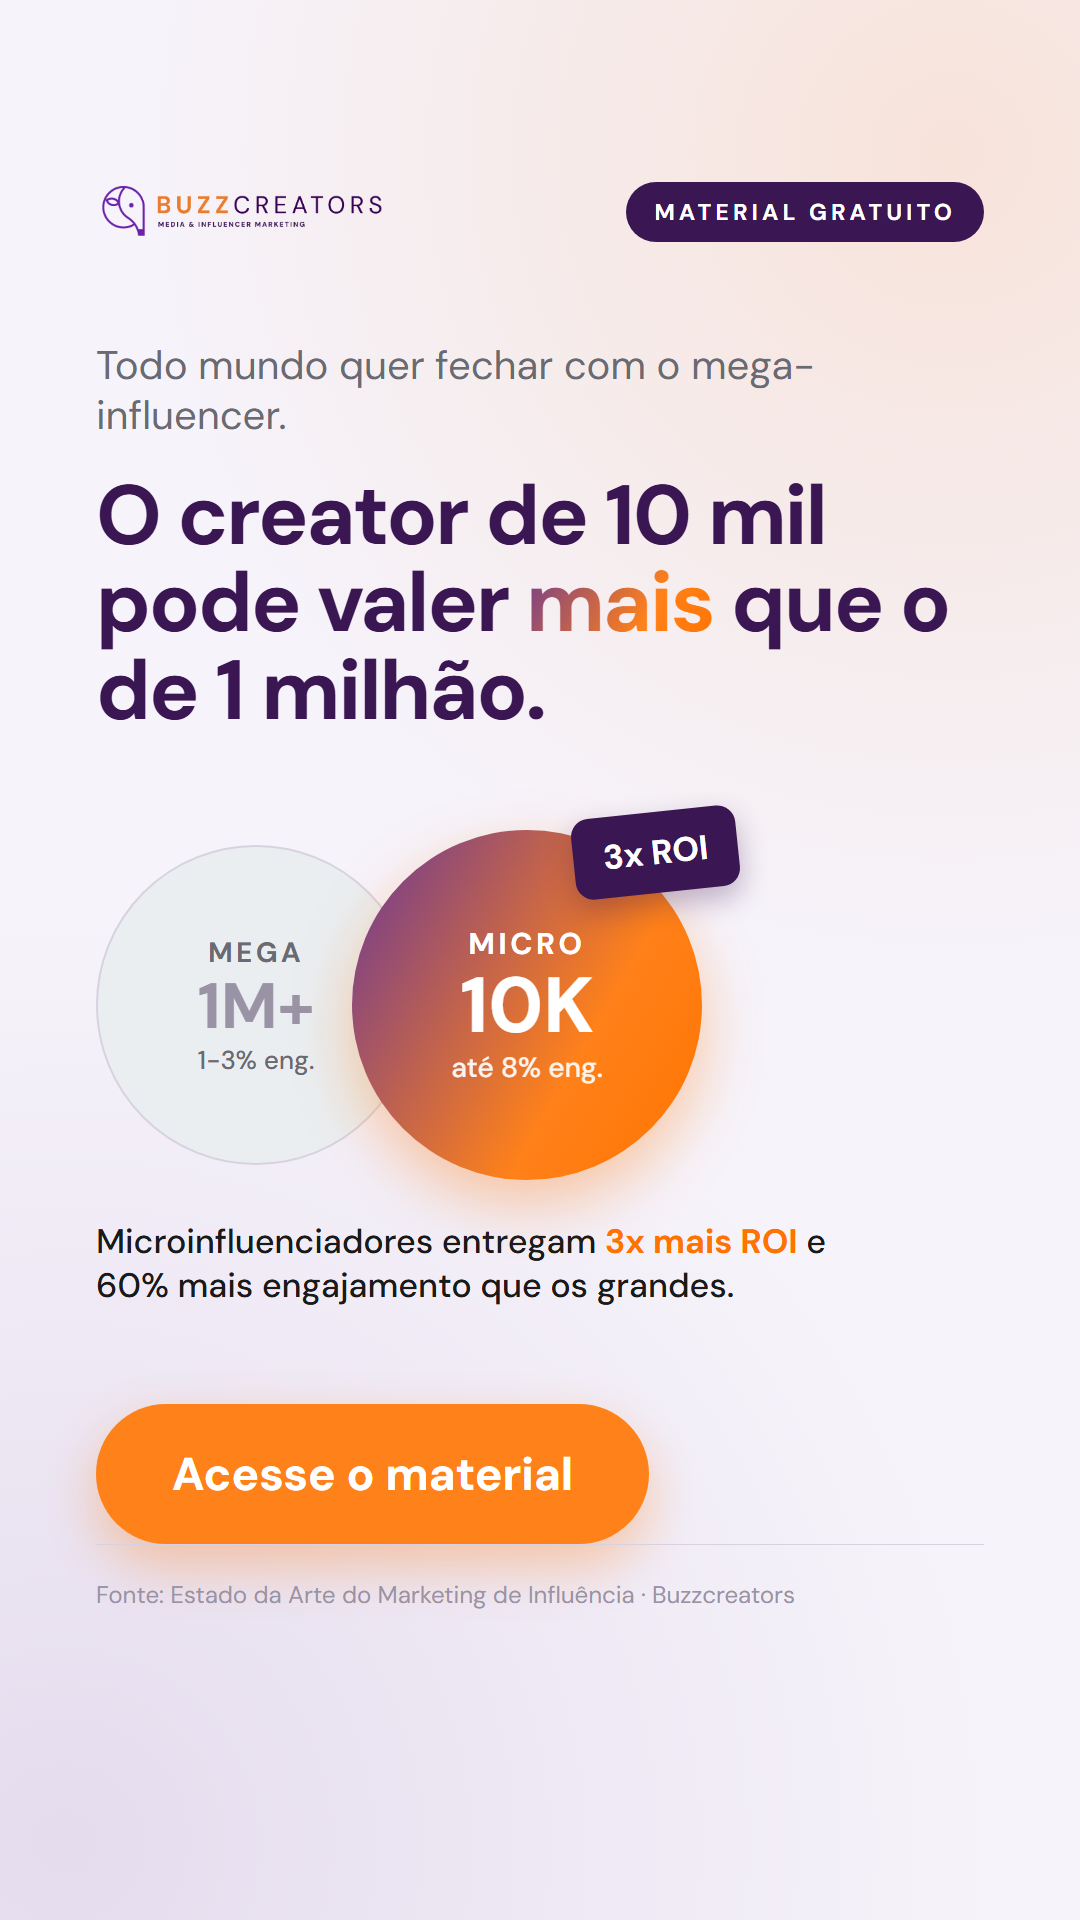 BUZZCREATORS
MEDIA & INFLUENCER MARKETING
MATERIAL GRATUITO
Todo mundo quer fechar com o mega-
influencer.
O creator de 10 mil
pode valer mais que o
de 1 milhão.
3x ROI
MEGA
1M+
1-3% eng.
MICRO
10K
até 8% eng.
Microinfluenciadores entregam 3x mais ROI e
60% mais engajamento que os grandes.
Acesse o material
Fonte: Estado da Arte do Marketing de Influência · Buzzcreators